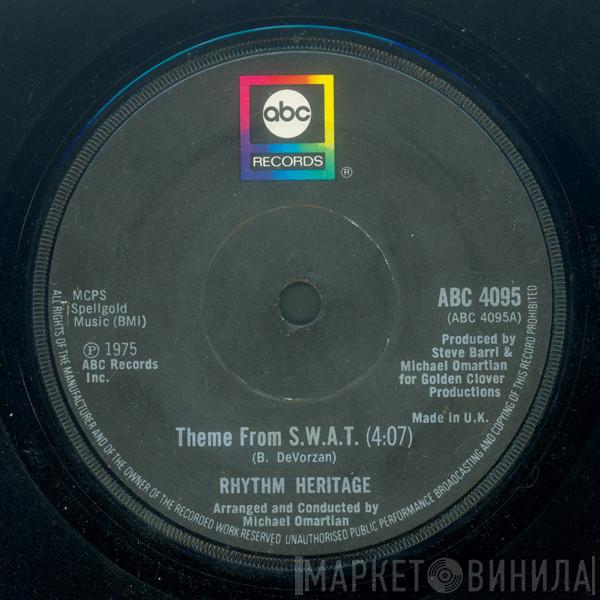 abc
RECORDS
®
MCPS
Spellgold
Music (BMI)
℗ 1975
ABC Records
Inc.
ABC 4095
(ABC 4095A)
Produced by
Steve Barri &
Michael Omartian
for Golden Clover
Productions
Made in U.K.
Theme From S.W.A.T. (4:07)
(B. DeVorzan)
RHYTHM HERITAGE
Arranged and Conducted by
Michael Omartian
ALL RIGHTS OF THE MANUFACTURER AND OF THE OWNER OF THE RECORDED WORK RESERVED UNAUTHORISED PUBLIC PERFORMANCE BROADCASTING AND COPYING OF THIS RECORD PROHIBITED
МАРКЕТ ВИНИЛА